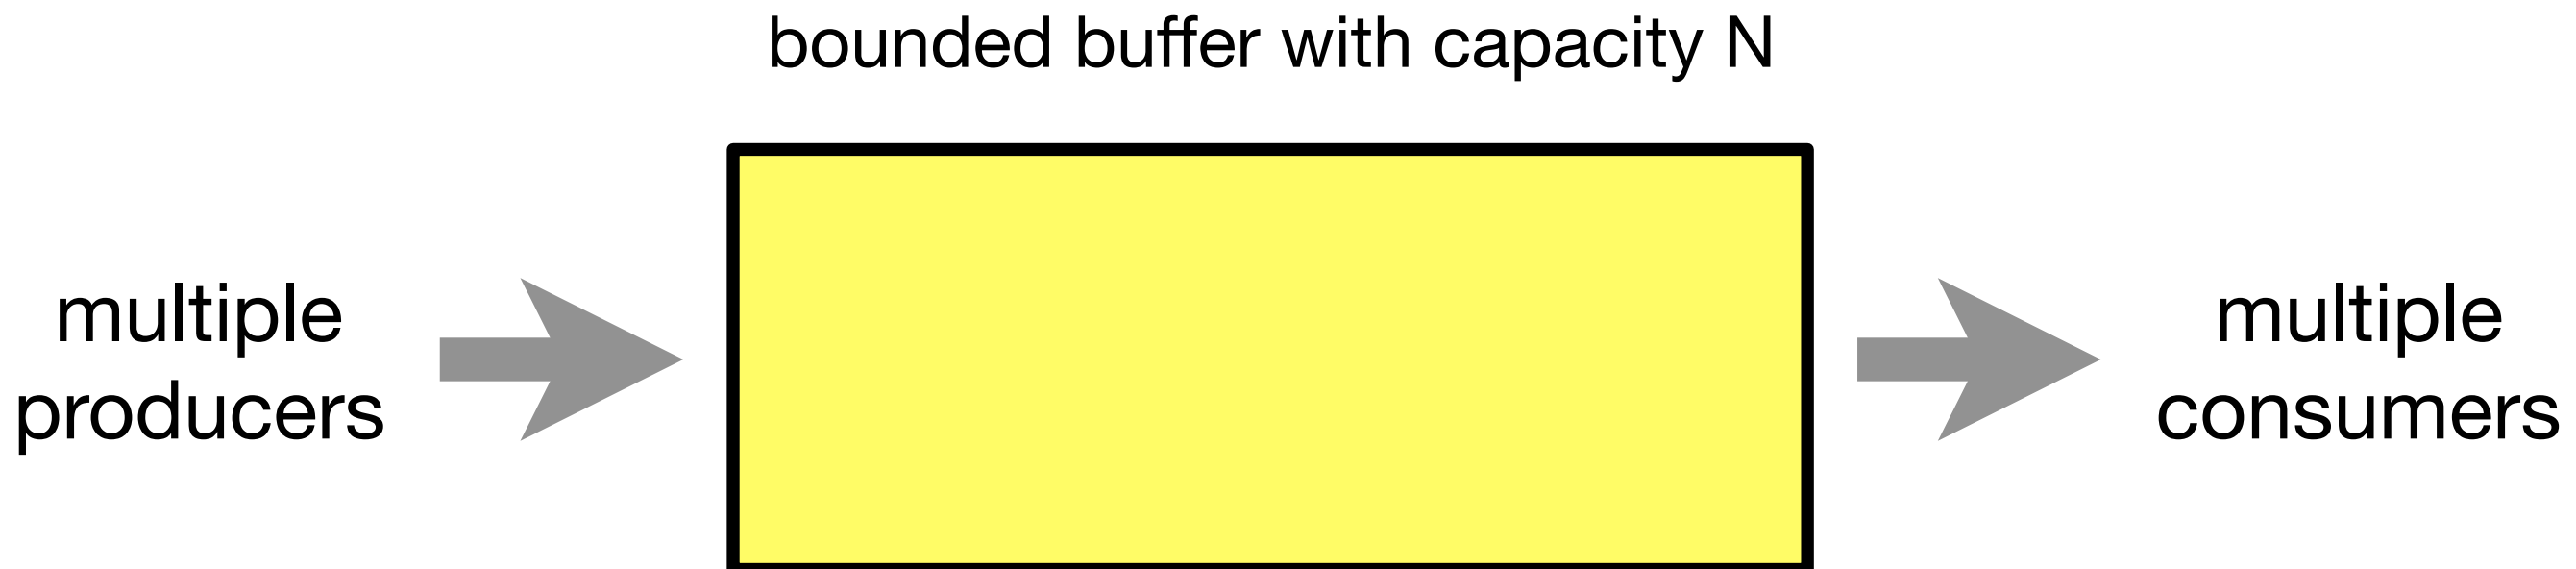 bounded buffer with capacity N
multiple
producers
multiple
consumers